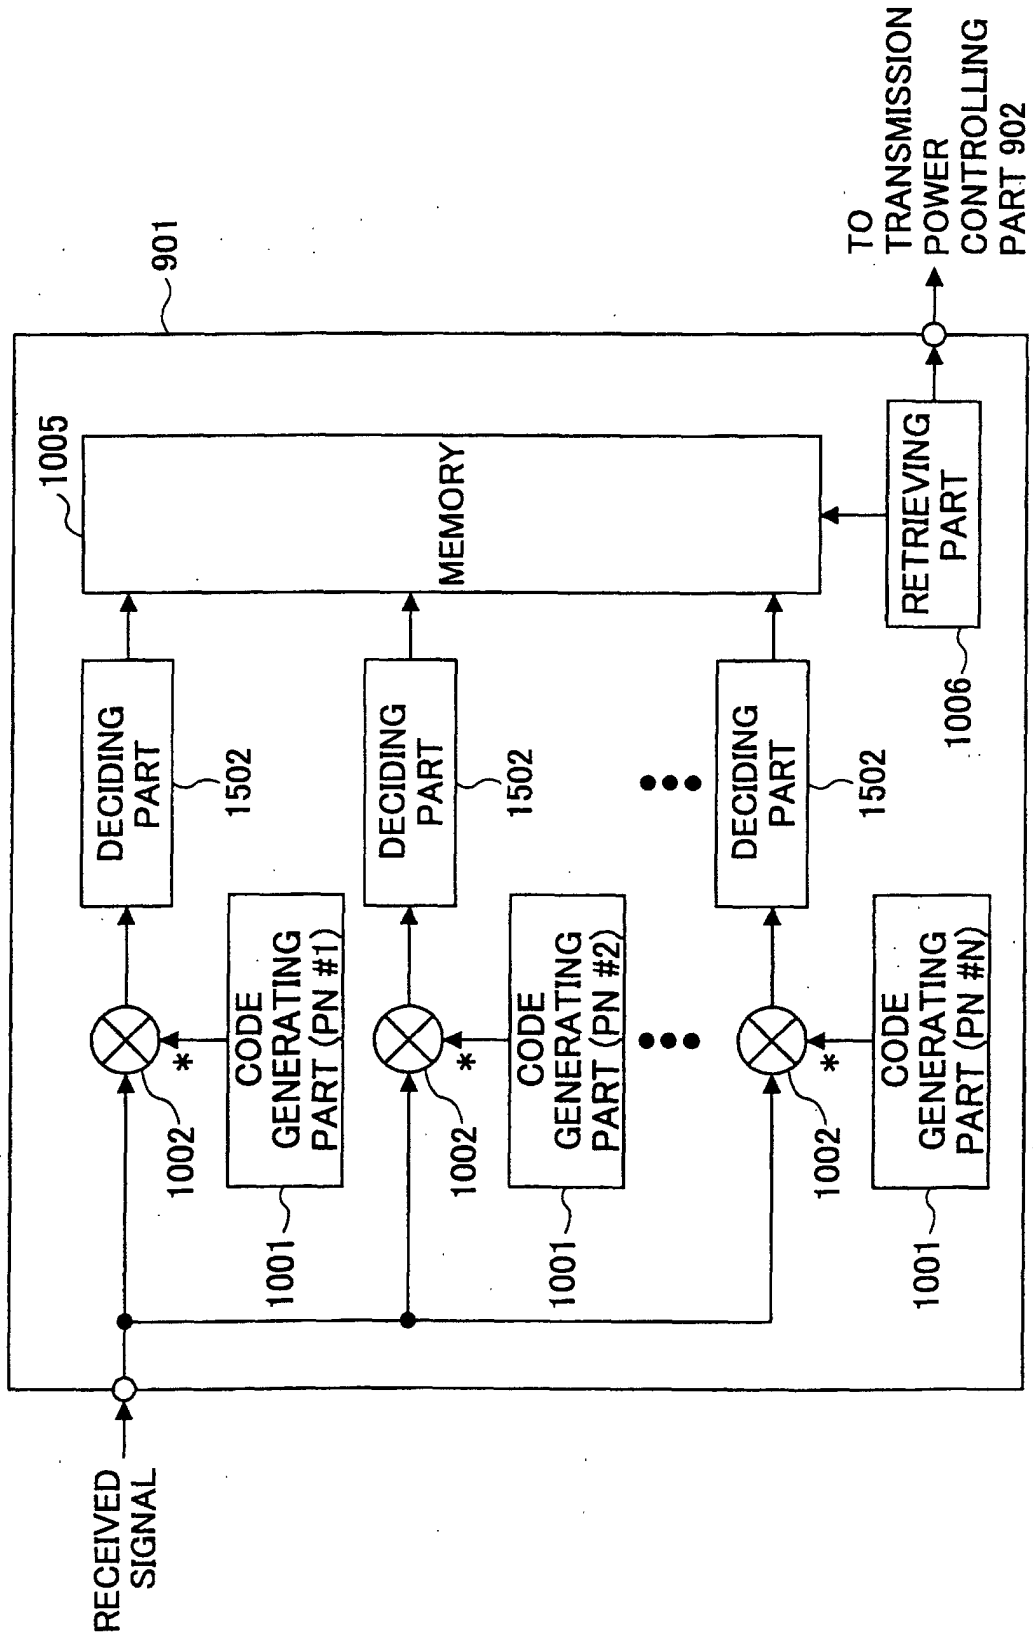 RECEIVED
SIGNAL
901
1005
MEMORY
DECIDING
PART
1502
1002
*
CODE
GENERATING
PART (PN #1)
1001
DECIDING
PART
1502
1002
*
CODE
GENERATING
PART (PN #2)
1001
DECIDING
PART
1502
1002
*
CODE
GENERATING
PART (PN #N)
1001
RETRIEVING
PART
1006
TO
TRANSMISSION
POWER
CONTROLLING
PART 902